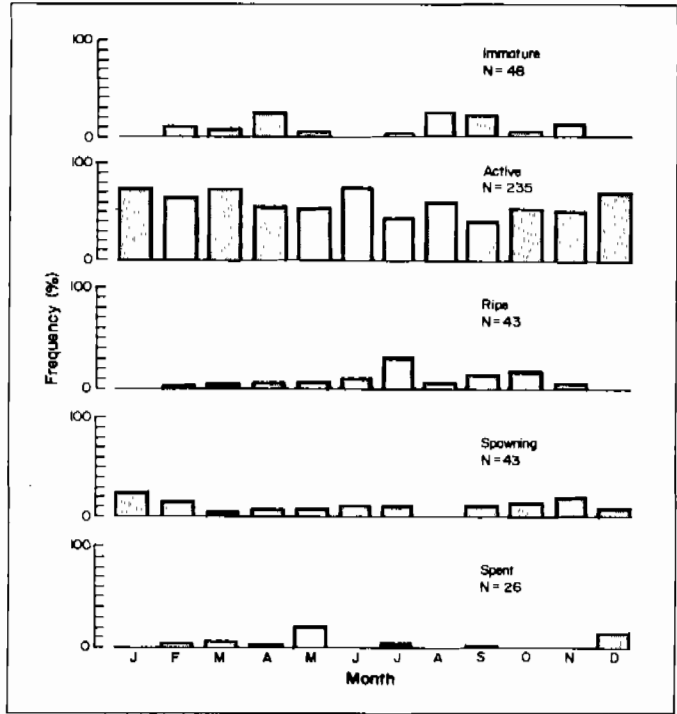 100
Immature
N = 48
0
100
Active
N = 235
0
Frequency (%)
100
Ripe
N = 43
0
100
Spawning
N = 43
0
100
Spent
N = 26
0
J F M A M J J A S O N D
Month